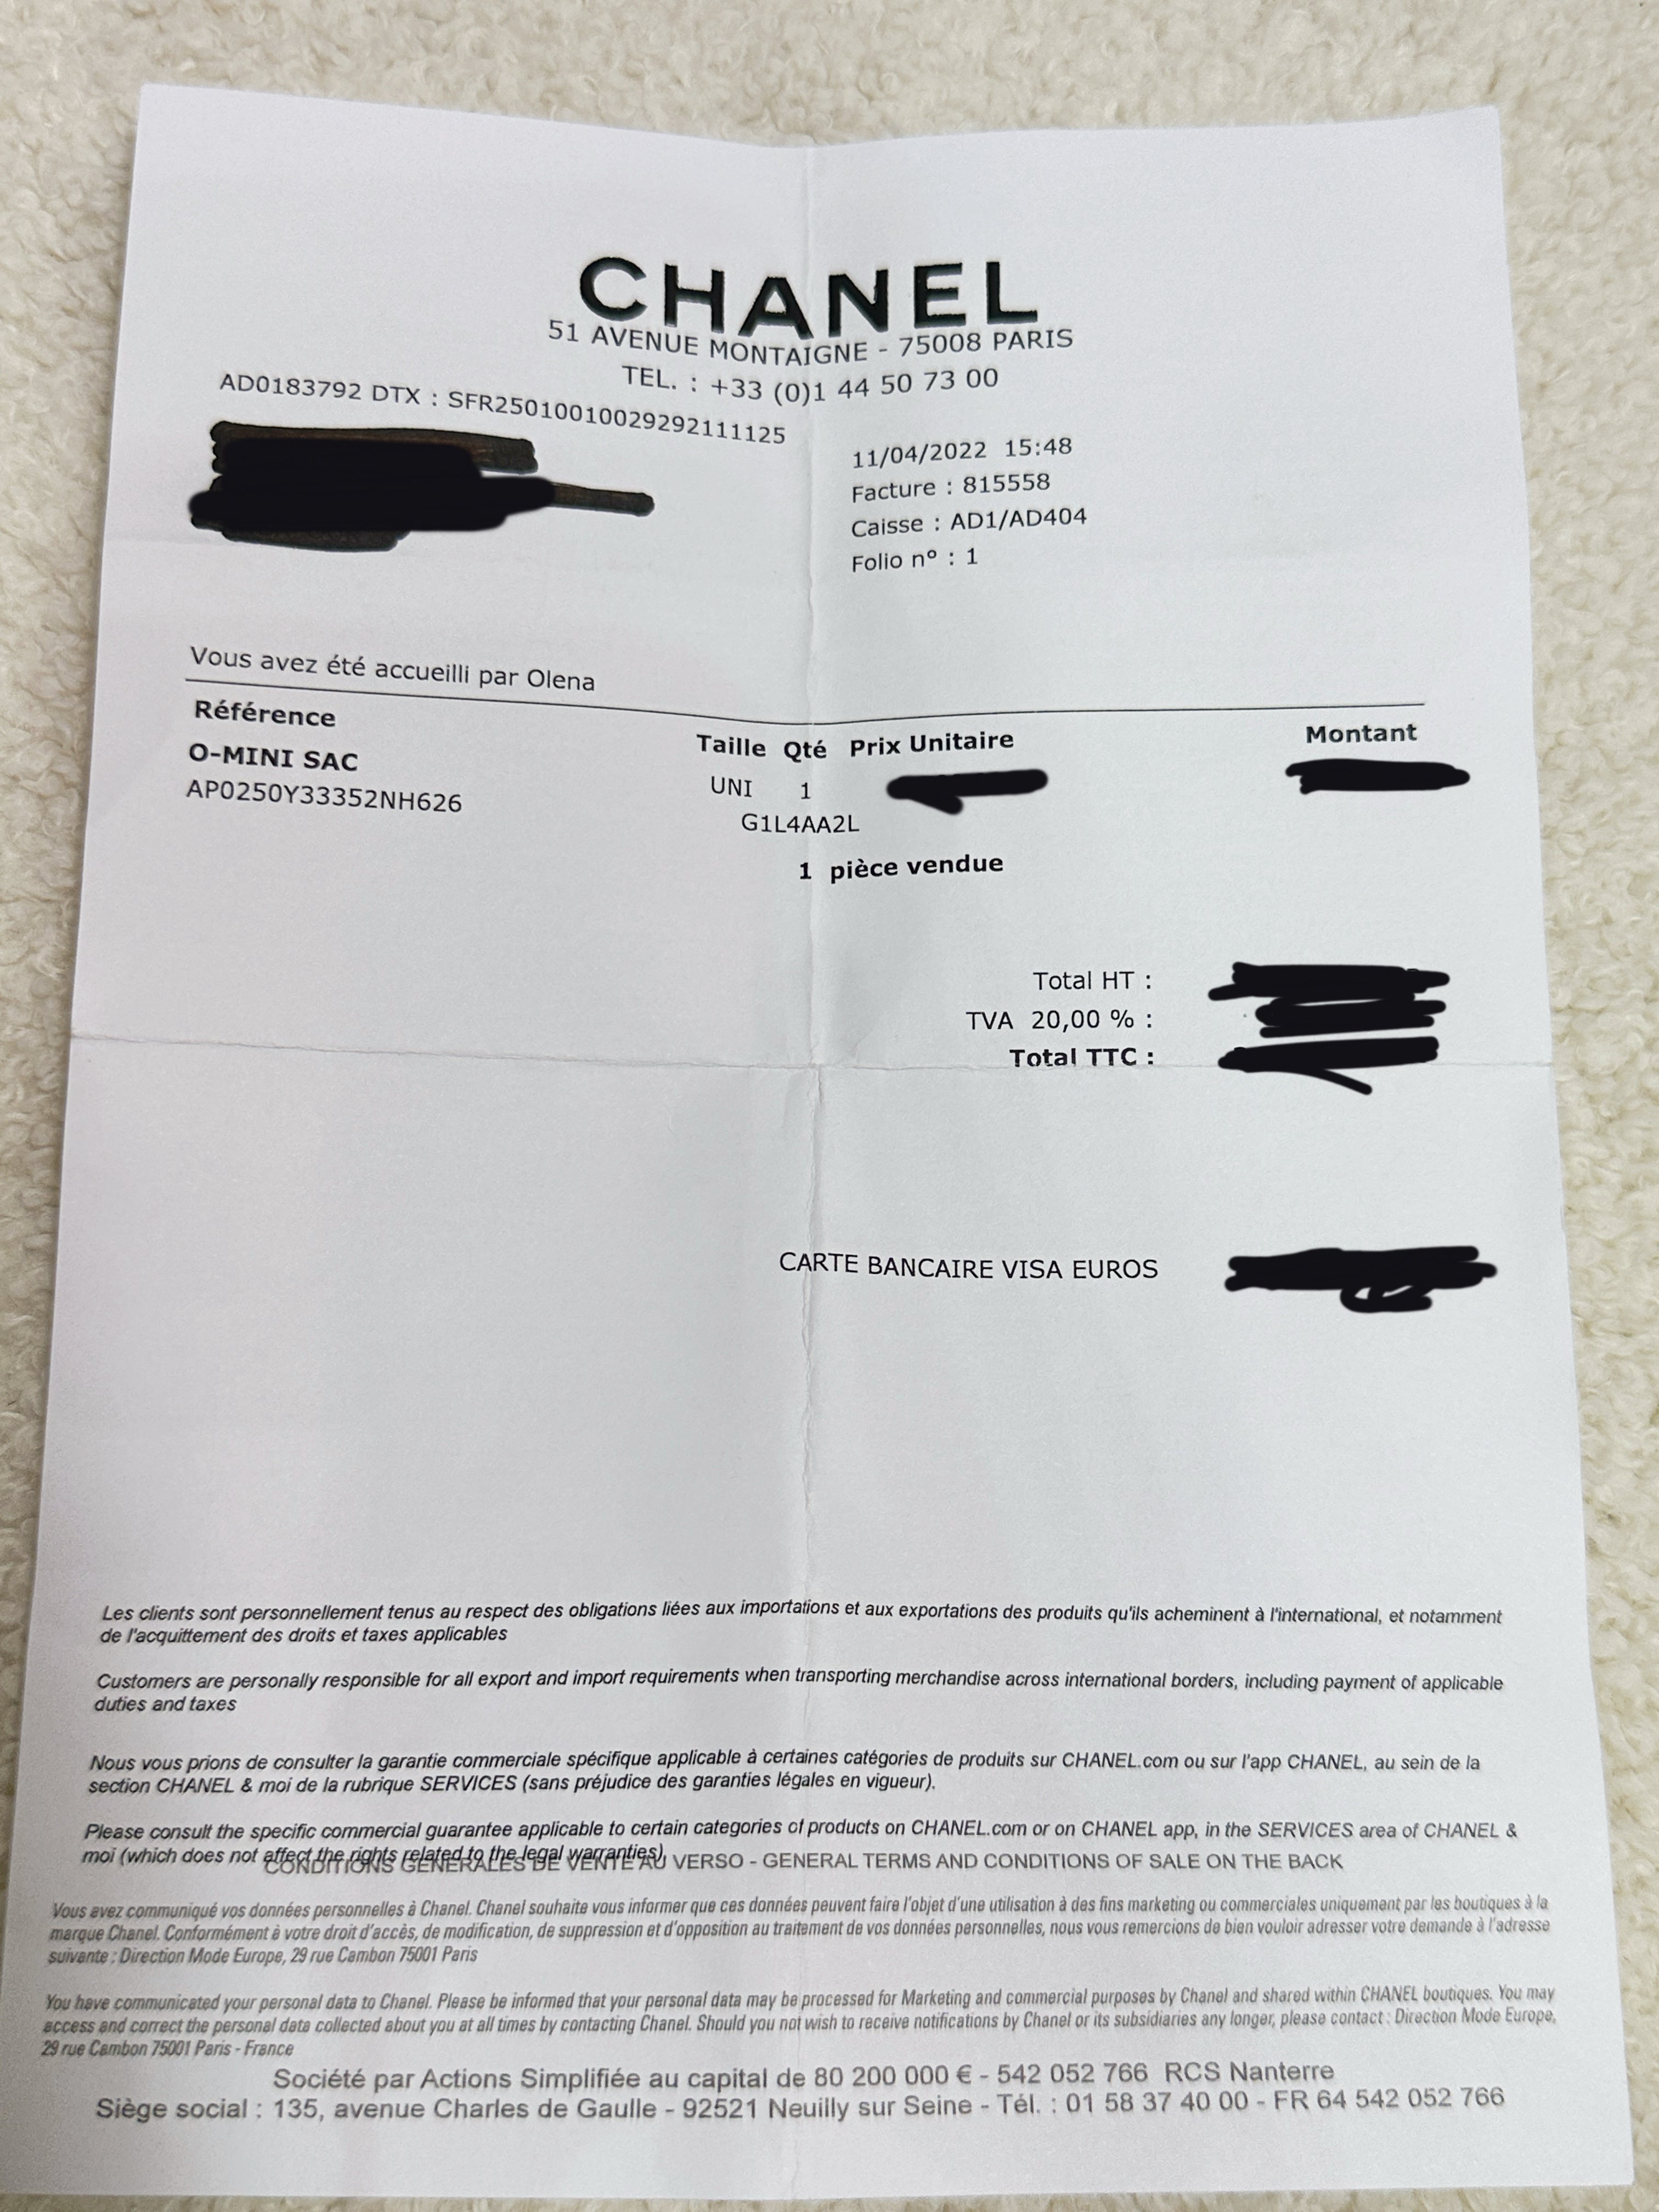 CHANEL
51 AVENUE MONTAIGNE - 75008 PARIS
TEL. : +33 (0)1 44 50 73 00
AD0183792 DTX : SFR25010010029292111125
11/04/2022 15:48
Facture : 815558
Caisse : AD1/AD404
Folio n° : 1
Vous avez été accueilli par Olena
Référence Taille Qté Prix Unitaire Montant
O-MINI SAC UNI 1
AP0250Y33352NH626 G1L4AA2L
1 pièce vendue
Total HT :
TVA 20,00 % :
Total TTC :
CARTE BANCAIRE VISA EUROS
Les clients sont personnellement tenus au respect des obligations liées aux importations et aux exportations des produits qu'ils acheminent à l'international, et notamment
de l'acquittement des droits et taxes applicables
Customers are personally responsible for all export and import requirements when transporting merchandise across international borders, including payment of applicable
duties and taxes
Nous vous prions de consulter la garantie commerciale spécifique applicable à certaines catégories de produits sur CHANEL.com ou sur l'app CHANEL, au sein de la
section CHANEL & moi de la rubrique SERVICES (sans préjudice des garanties légales en vigueur).
Please consult the specific commercial guarantee applicable to certain categories of products on CHANEL.com or on CHANEL app, in the SERVICES area of CHANEL &
moi (which does not affect the rights related to the legal warranties)
CONDITIONS GENERALES DE VENTE AU VERSO - GENERAL TERMS AND CONDITIONS OF SALE ON THE BACK
Vous avez communiqué vos données personnelles à Chanel. Chanel souhaite vous informer que ces données peuvent faire l'objet d'une utilisation à des fins marketing ou commerciales uniquement par les boutiques à la
marque Chanel. Conformément à votre droit d'accès, de modification, de suppression et d'opposition au traitement de vos données personnelles, nous vous remercions de bien vouloir adresser votre demande à l'adresse
suivante : Direction Mode Europe, 29 rue Cambon 75001 Paris
You have communicated your personal data to Chanel. Please be informed that your personal data may be processed for Marketing and commercial purposes by Chanel and shared within CHANEL boutiques. You may
access and correct the personal data collected about you at all times by contacting Chanel. Should you not wish to receive notifications by Chanel or its subsidiaries any longer, please contact : Direction Mode Europe,
29 rue Cambon 75001 Paris - France
Société par Actions Simplifiée au capital de 80 200 000 € - 542 052 766 RCS Nanterre
Siège social : 135, avenue Charles de Gaulle - 92521 Neuilly sur Seine - Tél. : 01 58 37 40 00 - FR 64 542 052 766